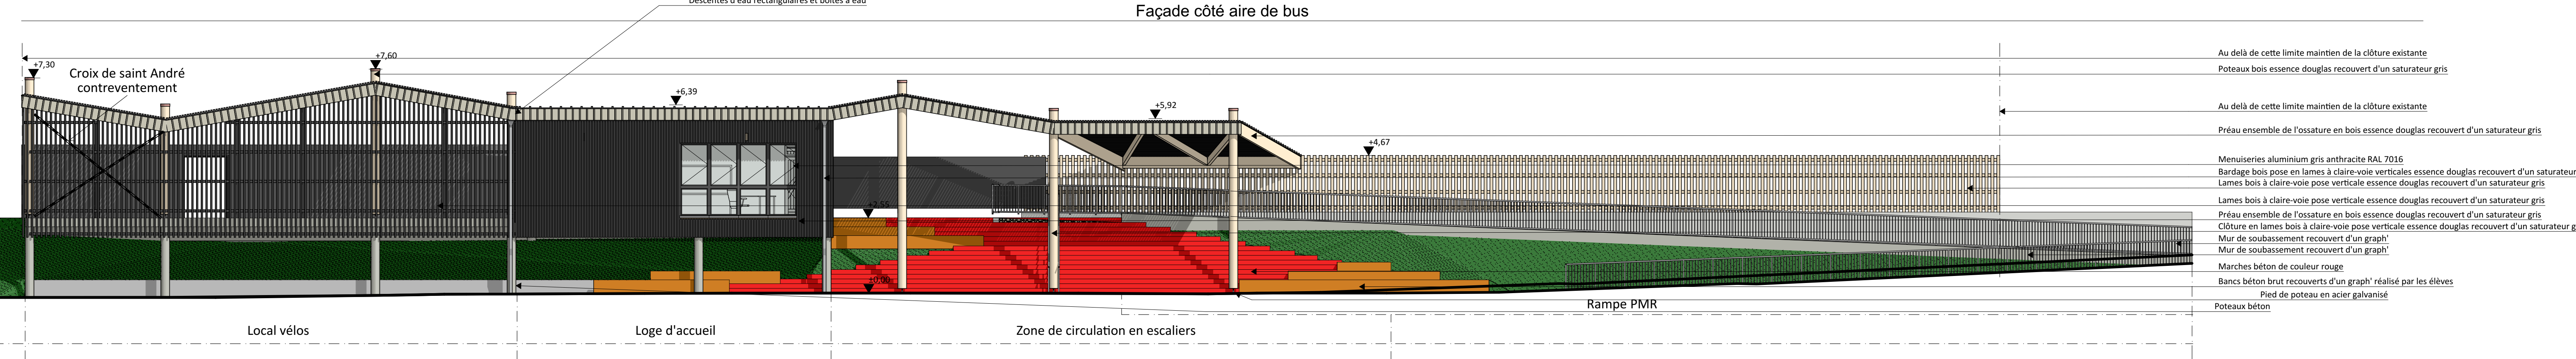 Descentes d'eau rectangulaires et boites à eau
Façade côté aire de bus
+7,30
Croix de saint André
contreventement
+7,60
+6,39
+5,92
+4,67
+2,55
+0,00
Au delà de cette limite maintien de la clôture existante
Poteaux bois essence douglas recouvert d'un saturateur gris
Au delà de cette limite maintien de la clôture existante
Préau ensemble de l'ossature en bois essence douglas recouvert d'un saturateur gris
Menuiseries aluminium gris anthracite RAL 7016
Bardage bois pose en lames à claire-voie verticales essence douglas recouvert d'un saturateur
Lames bois à claire-voie pose verticale essence douglas recouvert d'un saturateur gris
Lames bois à claire-voie pose verticale essence douglas recouvert d'un saturateur gris
Préau ensemble de l'ossature en bois essence douglas recouvert d'un saturateur gris
Clôture en lames bois à claire-voie pose verticale essence douglas recouvert d'un saturateur g
Mur de soubassement recouvert d'un graph'
Mur de soubassement recouvert d'un graph'
Marches béton de couleur rouge
Bancs béton brut recouverts d'un graph' réalisé par les élèves
Pied de poteau en acier galvanisé
Poteaux béton
Rampe PMR
Local vélos
Loge d'accueil
Zone de circulation en escaliers